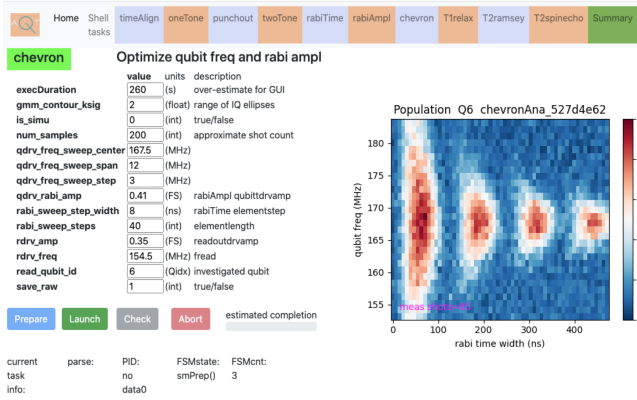 Home Shell tasks timeAlign oneTone punchout twoTone rabiTime rabiAmpl chevron T1relax T2ramsey T2spinecho Summary
chevron Optimize qubit freq and rabi ampl
value units description
execDuration 260 (s) over-estimate for GUI
gmm_contour_ksig 2 (float) range of IQ ellipses
is_simu 0 (int) true/false
num_samples 200 (int) approximate shot count
qdrv_freq_sweep_center 167.5 (MHz)
qdrv_freq_sweep_span 12 (MHz)
qdrv_freq_sweep_step 3 (MHz)
qdrv_rabi_amp 0.41 (FS) rabiAmpl qubittdrvamp
rabi_sweep_step_width 8 (ns) rabiTime elementstep
rabi_sweep_steps 40 (int) elementlength
rdrv_amp 0.35 (FS) readoutdrvamp
rdrv_freq 154.5 (MHz) fread
read_qubit_id 6 (Qidx) investigated qubit
save_raw 1 (int) true/false
Prepare Launch Check Abort estimated completion
current task info: parse: PID: no data0 FSMstate: smPrep() FSMcnt: 3
Population Q6 chevronAna_527d4e62
180
175
170
165
160
155
qubit freq (MHz)
meas
0 100 200 300 400
rabi time width (ns)